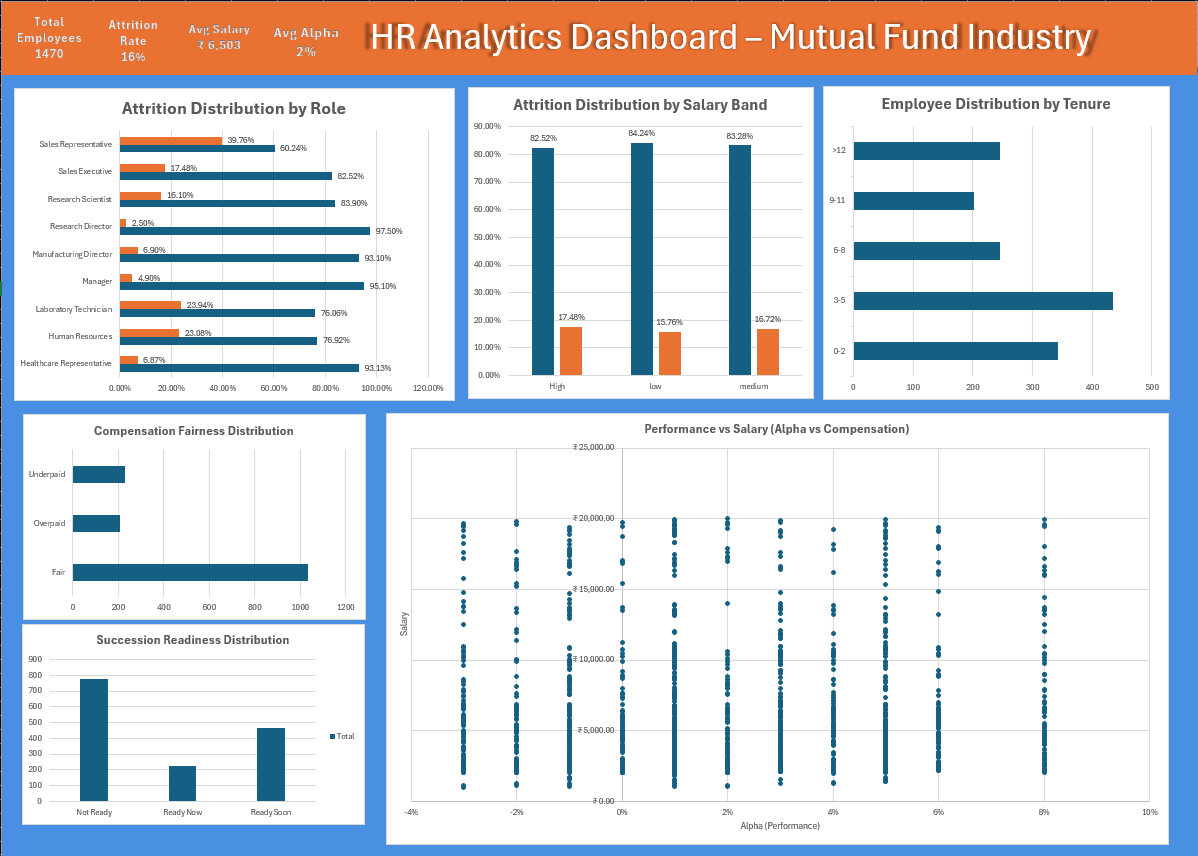 Total
Employees
1470
Attrition
Rate
16%
Avg Salary
₹ 6,503
Avg Alpha
2%
HR Analytics Dashboard – Mutual Fund Industry
Attrition Distribution by Role
Sales Representative
39.76%
60.24%
Sales Executive
17.48%
82.52%
Research Scientist
16.10%
83.90%
Research Director
2.50%
97.50%
Manufacturing Director
6.90%
93.10%
Manager
4.90%
95.10%
Laboratory Technician
23.94%
76.06%
Human Resources
23.08%
76.92%
Healthcare Representative
6.87%
93.13%
0.00% 20.00% 40.00% 60.00% 80.00% 100.00% 120.00%
Attrition Distribution by Salary Band
90.00%
80.00%
70.00%
60.00%
50.00%
40.00%
30.00%
20.00%
10.00%
0.00%
82.52% 84.24% 83.28%
17.48% 15.76% 16.72%
High low medium
Employee Distribution by Tenure
>12
9-11
6-8
3-5
0-2
0 100 200 300 400 500
Compensation Fairness Distribution
Underpaid
Overpaid
Fair
0 200 400 600 800 1000 1200
Succession Readiness Distribution
900
800
700
600
500
400
300
200
100
0
Not Ready Ready Now Ready Soon
Total
Performance vs Salary (Alpha vs Compensation)
₹ 25,000.00
₹ 20,000.00
₹ 15,000.00
₹ 10,000.00
₹ 5,000.00
₹ 0.00
Salary
-4% -2% 0% 2% 4% 6% 8% 10%
Alpha (Performance)